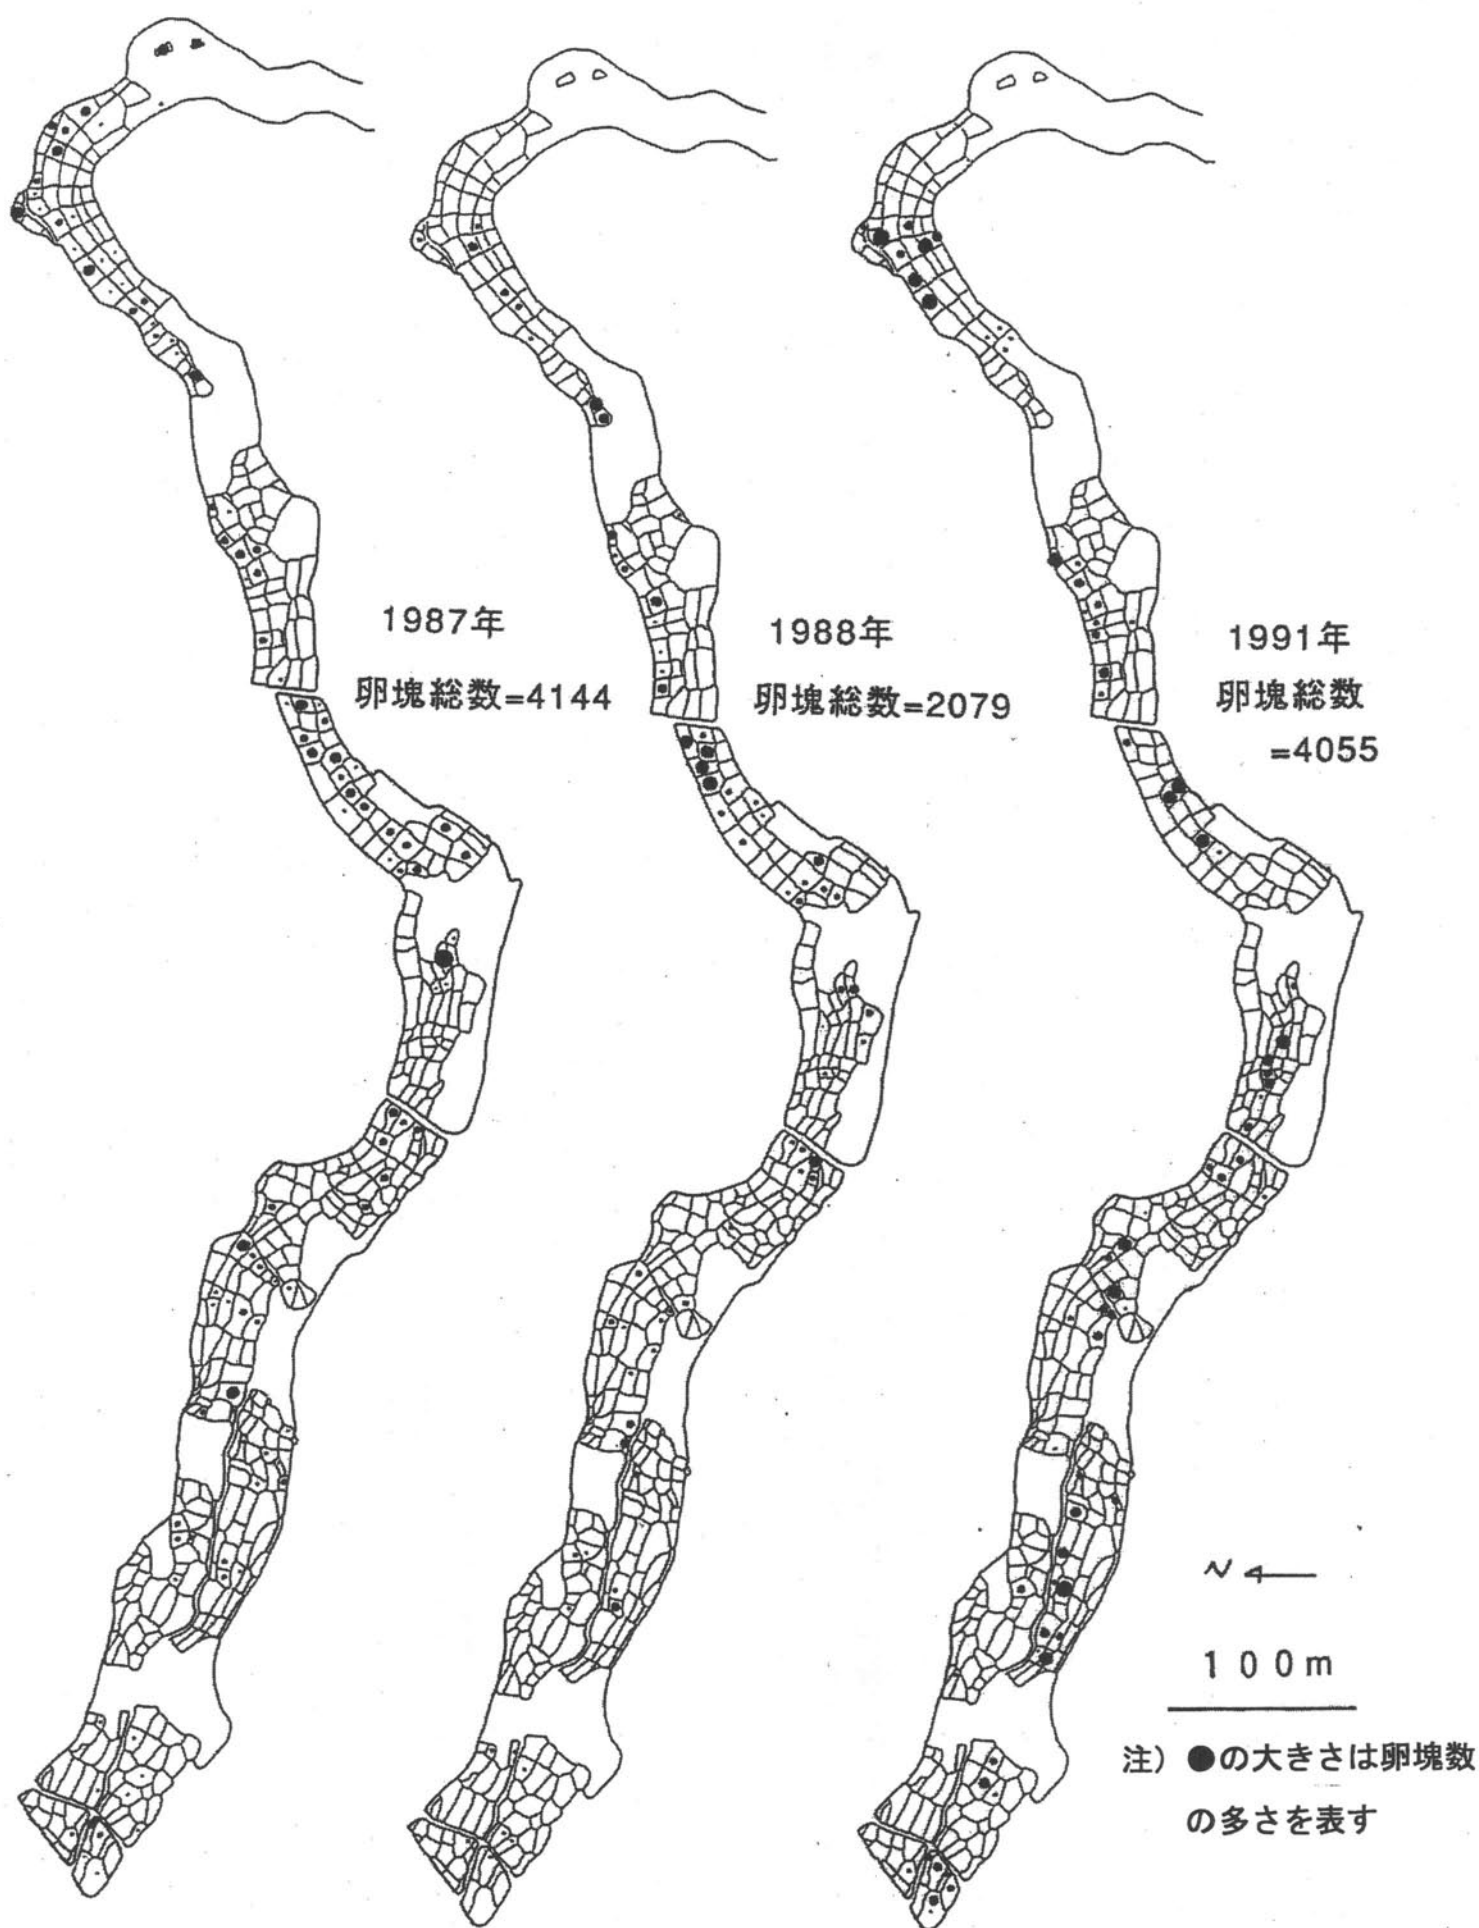 1987年
卵塊総数=4144
1988年
卵塊総数=2079
1991年
卵塊総数
=4055
N
100m
注) ●の大きさは卵塊数
の多さを表す